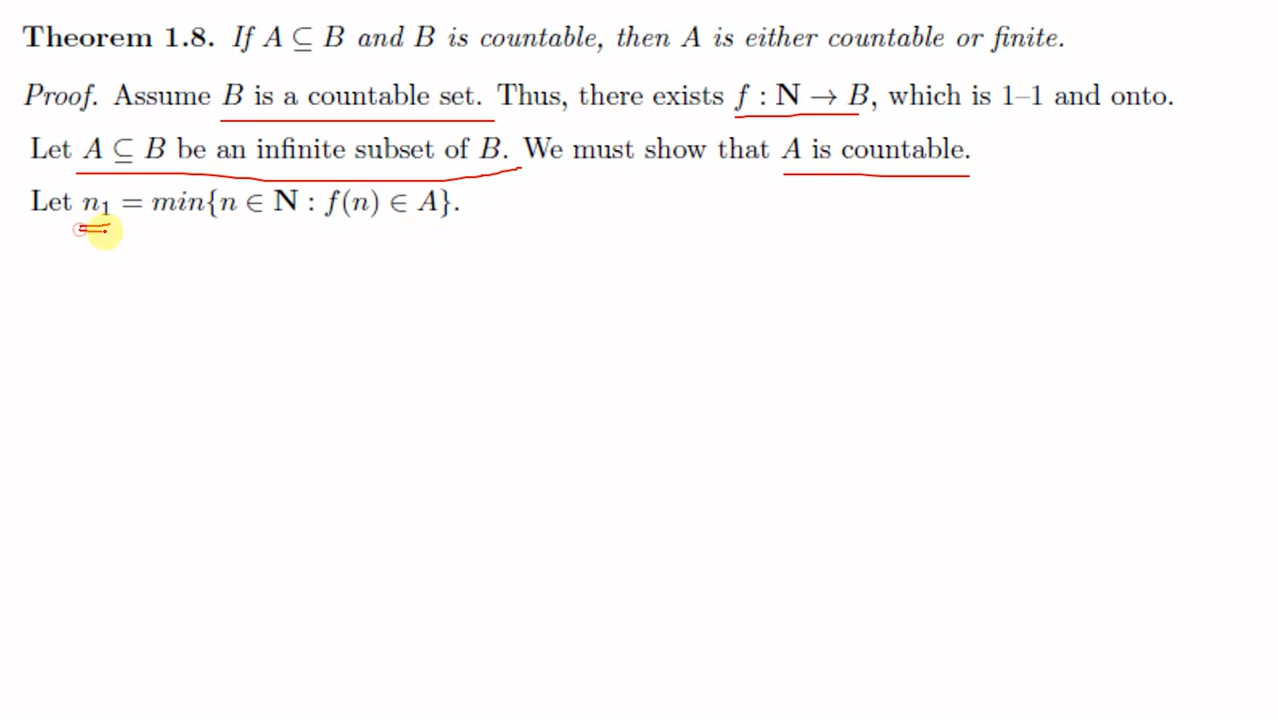 Theorem 1.8. If A ⊆ B and B is countable, then A is either countable or finite.
Proof. Assume B is a countable set. Thus, there exists f : N → B, which is 1–1 and onto.
Let A ⊆ B be an infinite subset of B. We must show that A is countable.
Let n₁ = min{n ∈ N : f(n) ∈ A}.